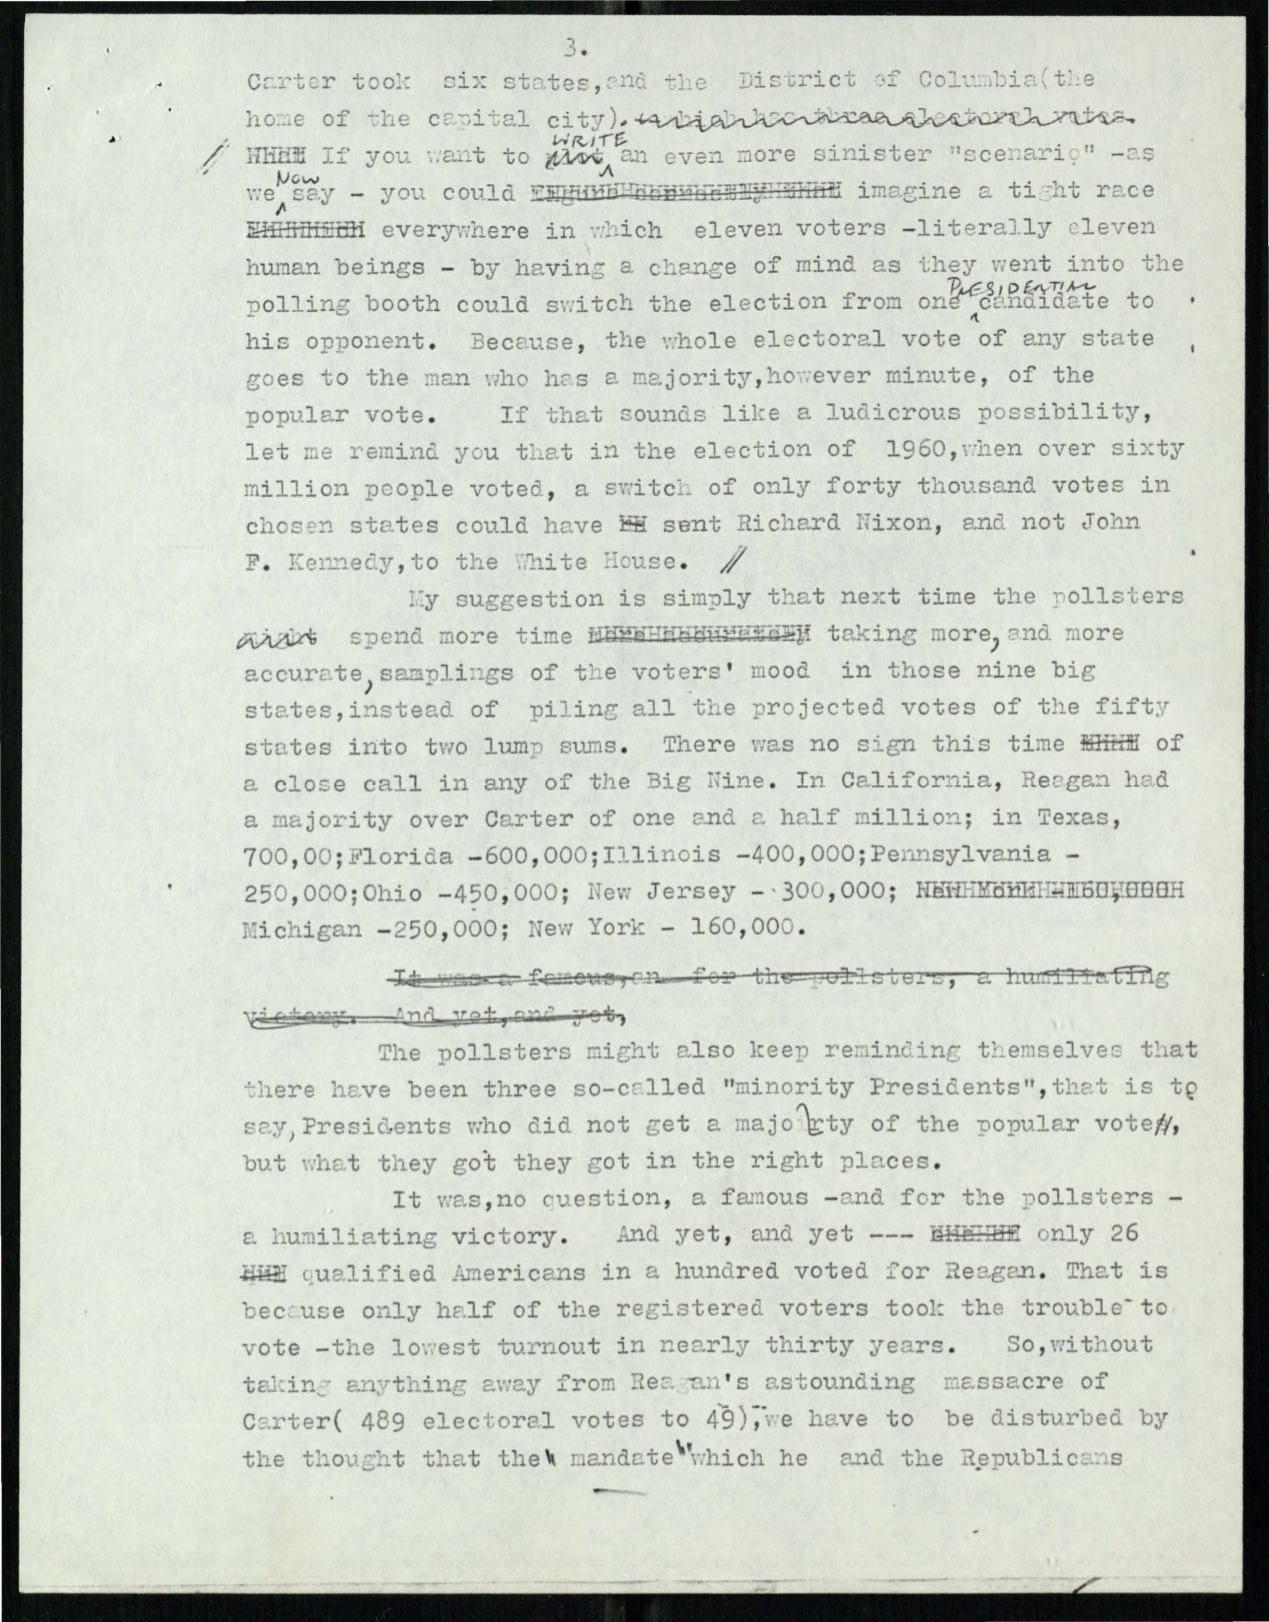 3.
Carter took six states,and the District of Columbia(the
home of the capital city). which has three electoral votes.
// If you want to plot WRITE an even more sinister "scenario" -as
we NOW say - you could imagine a tight race
everywhere in which eleven voters -literally eleven
human beings - by having a change of mind as they went into the
polling booth could switch the election from one PRESIDENTIAL candidate to
his opponent. Because, the whole electoral vote of any state
goes to the man who has a majority,however minute, of the
popular vote. If that sounds like a ludicrous possibility,
let me remind you that in the election of 1960,when over sixty
million people voted, a switch of only forty thousand votes in
chosen states could have sent Richard Nixon, and not John
F. Kennedy,to the White House. //
My suggestion is simply that next time the pollsters
spend more time taking more, and more
accurate, samplings of the voters' mood in those nine big
states,instead of piling all the projected votes of the fifty
states into two lump sums. There was no sign this time of
a close call in any of the Big Nine. In California, Reagan had
a majority over Carter of one and a half million; in Texas,
700,00;Florida -600,000;Illinois -400,000;Pennsylvania -
250,000;Ohio -450,000; New Jersey - 300,000; New York - 160,000
Michigan -250,000; New York - 160,000.
It was a famous,an for the pollsters, a humiliating
victory. And yet,and yet,
The pollsters might also keep reminding themselves that
there have been three so-called "minority Presidents",that is to
say, Presidents who did not get a majority of the popular vote,
but what they got they got in the right places.
It was,no question, a famous -and for the pollsters -
a humiliating victory. And yet, and yet --- only 26
qualified Americans in a hundred voted for Reagan. That is
because only half of the registered voters took the trouble to
vote -the lowest turnout in nearly thirty years. So,without
taking anything away from Reagan's astounding massacre of
Carter( 489 electoral votes to 49), we have to be disturbed by
the thought that the" mandate" which he and the Republicans